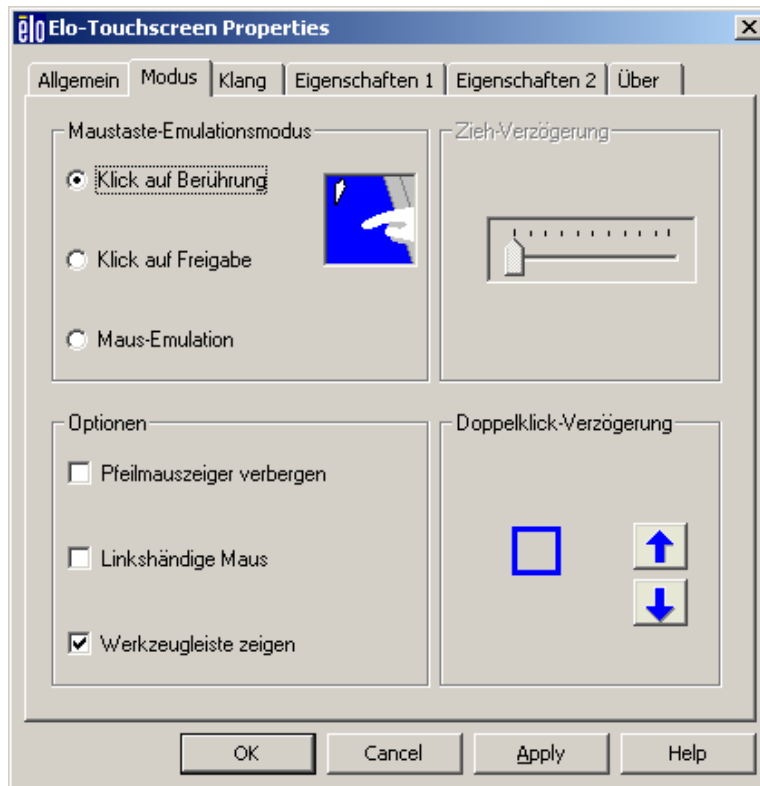 elo Elo-Touchscreen Properties
Allgemein Modus Klang Eigenschaften 1 Eigenschaften 2 Über
Maustaste-Emulationsmodus
Klick auf Berührung
Klick auf Freigabe
Maus-Emulation
Zieh-Verzögerung
Optionen
Pfeilmauszeiger verbergen
Linkshändige Maus
Werkzeugleiste zeigen
Doppelklick-Verzögerung
OK Cancel Apply Help